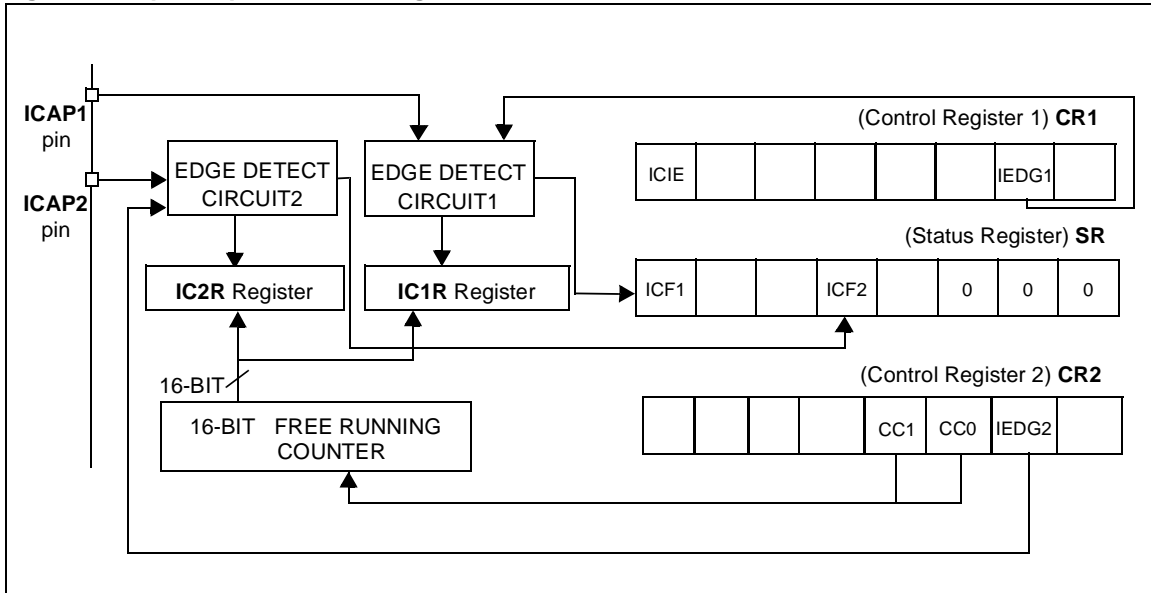 ICAP1
pin
ICAP2
pin
EDGE DETECT
CIRCUIT2
EDGE DETECT
CIRCUIT1
IC2R Register
IC1R Register
16-BIT
16-BIT FREE RUNNING
COUNTER
(Control Register 1) CR1
ICIE IEDG1
(Status Register) SR
ICF1 ICF2 0 0 0
(Control Register 2) CR2
CC1 CC0 IEDG2